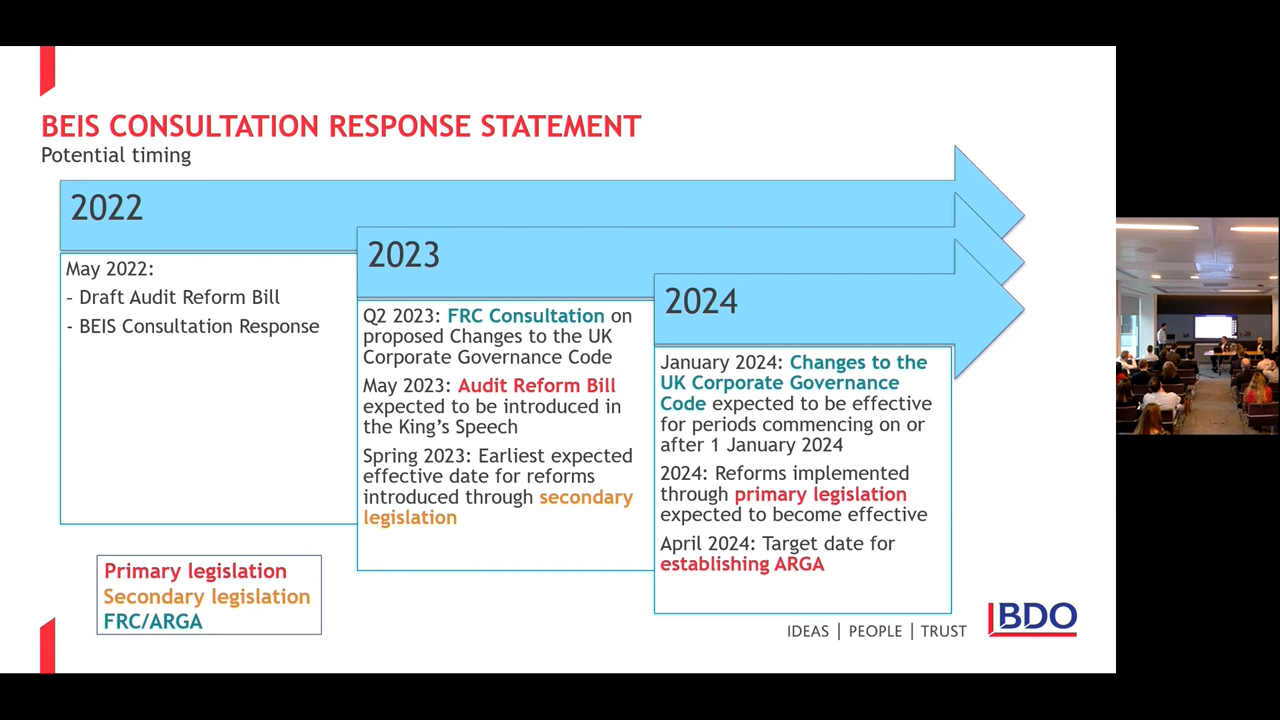 BEIS CONSULTATION RESPONSE STATEMENT
Potential timing
2022
May 2022:
- Draft Audit Reform Bill
- BEIS Consultation Response
2023
Q2 2023: FRC Consultation on
proposed Changes to the UK
Corporate Governance Code
May 2023: Audit Reform Bill
expected to be introduced in
the King's Speech
Spring 2023: Earliest expected
effective date for reforms
introduced through secondary
legislation
2024
January 2024: Changes to the
UK Corporate Governance
Code expected to be effective
for periods commencing on or
after 1 January 2024
2024: Reforms implemented
through primary legislation
expected to become effective
April 2024: Target date for
establishing ARGA
Primary legislation
Secondary legislation
FRC/ARGA
IDEAS | PEOPLE | TRUST
BDO